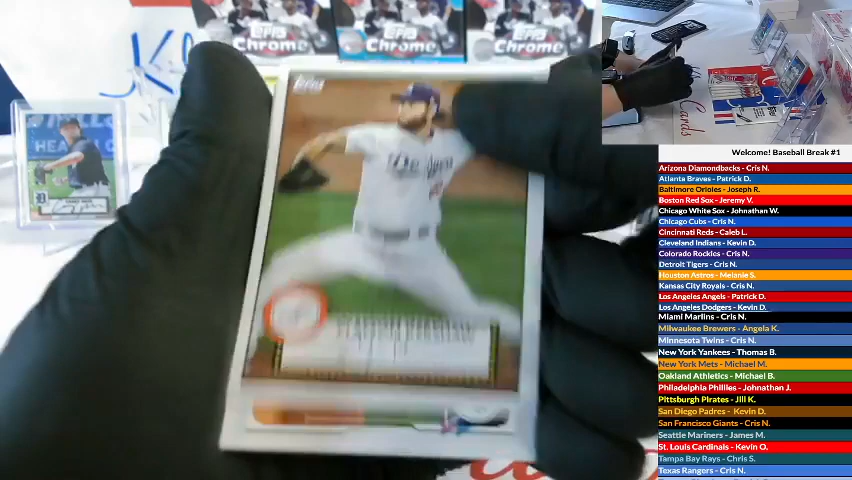 Topps
Chrome
Topps
Chrome
Topps
Chrome
Topps
Cards
Welcome! Baseball Break #1
Arizona Diamondbacks - Cris N.
Atlanta Braves - Patrick D.
Baltimore Orioles - Joseph R.
Boston Red Sox - Jeremy V.
Chicago White Sox - Johnathan W.
Chicago Cubs - Cris N.
Cincinnati Reds - Caleb L.
Cleveland Indians - Kevin D.
Colorado Rockies - Cris N.
Detroit Tigers - Cris N.
Houston Astros - Melanie S.
Kansas City Royals - Cris N.
Los Angeles Angels - Patrick D.
Los Angeles Dodgers - Kevin D.
Miami Marlins - Cris N.
Milwaukee Brewers - Angela K.
Minnesota Twins - Cris N.
New York Yankees - Thomas B.
New York Mets - Michael M.
Oakland Athletics - Michael B.
Philadelphia Phillies - Johnathan J.
Pittsburgh Pirates - Jill K.
San Diego Padres - Kevin D.
San Francisco Giants - Cris N.
Seattle Mariners - James M.
St. Louis Cardinals - Kevin O.
Tampa Bay Rays - Chris S.
Texas Rangers - Cris N.